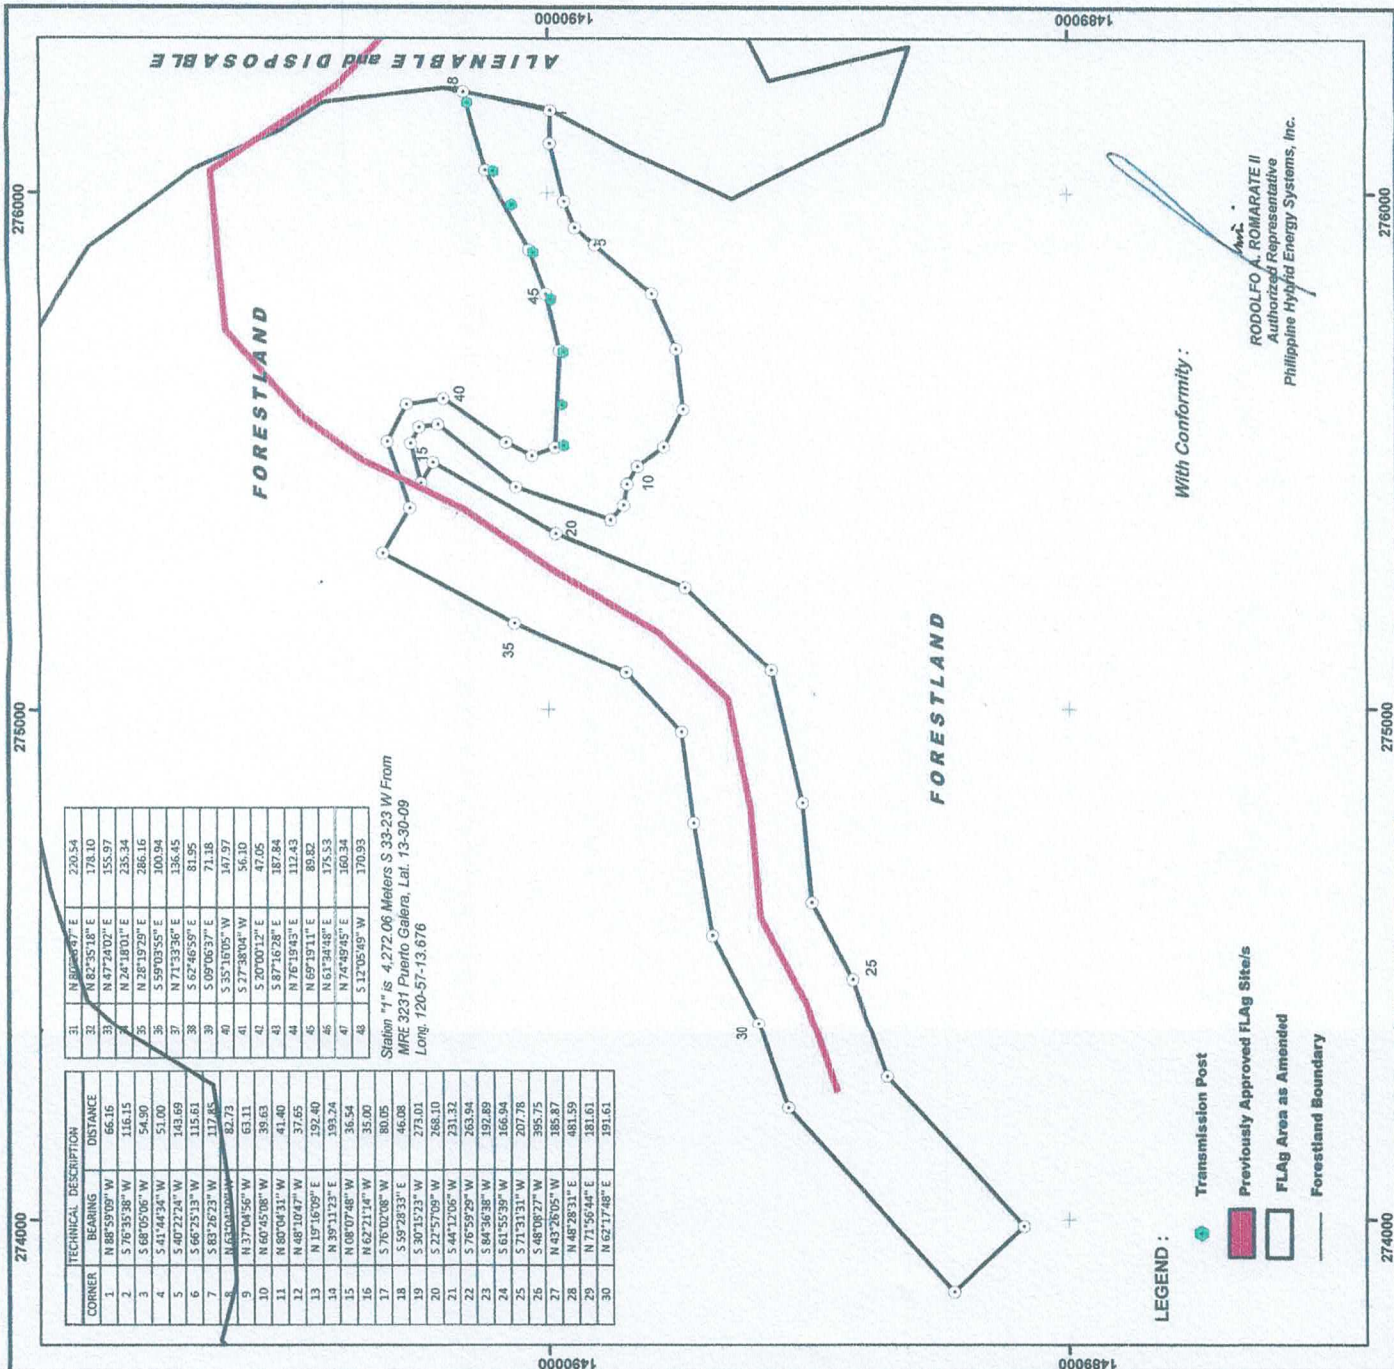 274000 275000 276000
1490000
1489000
TECHNICAL DESCRIPTION
CORNER BEARING DISTANCE
1 N 88°59'09" W 66.16
2 S 76°35'38" W 116.15
3 S 68°05'06" W 54.90
4 S 41°44'34" W 51.00
5 S 40°22'24" W 143.69
6 S 66°25'13" W 115.61
7 S 83°26'23" W 117.85
8 82.73
9 N 37°04'56" W 63.11
10 N 60°45'08" W 39.63
11 N 80°04'31" W 41.40
12 N 48°10'47" W 37.65
13 N 19°16'09" E 192.40
14 N 39°11'23" E 193.24
15 N 08°07'48" W 36.54
16 N 62°21'14" W 35.00
17 S 76°02'08" W 80.05
18 S 59°28'33" E 46.08
19 S 30°15'23" W 273.01
20 S 22°57'09" W 268.10
21 S 44°12'06" W 231.32
22 S 76°59'29" W 263.94
23 S 84°36'38" W 192.89
24 S 61°55'39" W 166.94
25 S 71°31'31" W 207.78
26 S 48°08'27" W 395.75
27 N 43°26'05" W 185.87
28 N 48°28'31" E 481.59
29 N 71°56'44" E 181.61
30 N 62°17'48" E 191.61
31 220.54
32 N 82°35'18" E 178.10
33 N 47°24'02" E 155.97
34 N 24°18'01" E 235.34
35 N 28°19'29" E 286.16
36 S 59°03'55" E 100.94
37 N 71°33'36" E 136.45
38 S 62°46'59" E 81.95
39 S 09°06'37" E 71.18
40 S 35°16'05" W 147.97
41 S 27°38'04" W 56.10
42 S 20°00'12" E 47.05
43 S 87°16'28" E 187.84
44 N 76°19'43" E 112.43
45 N 69°19'11" E 89.82
46 N 61°34'48" E 175.53
47 N 74°49'45" E 160.34
48 S 12°05'49" W 170.93
Station "1" is 4,272.06 Meters S 33-23 W From
MRE 3231 Puerto Galera, Lat. 13-30-09
Long. 120-57-13.676
ALIENABLE and DISPOSABLE
FORESTLAND
FORESTLAND
1
5
10
15
20
25
30
35
40
45
LEGEND :
Transmission Post
Previously Approved FLAg Site/s
FLAg Area as Amended
Forestland Boundary
With Conformity :
RODOLFO A. ROMARATE II
Authorized Representative
Philippine Hybrid Energy Systems, Inc.
1490000
1489000
274000 275000 276000